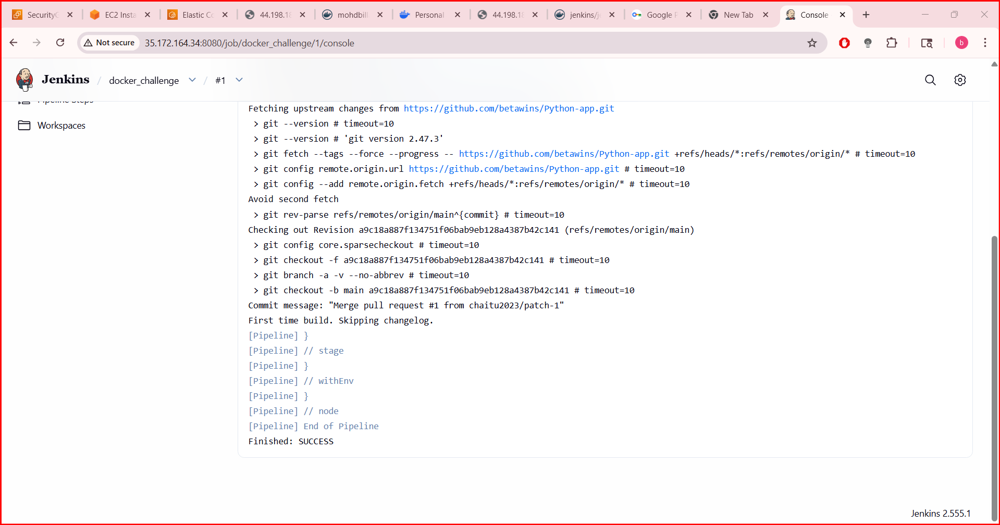 SecurityG
EC2 Insta
Elastic Co
44.198.18
mohdbill
Personal
44.198.18
jenkins/je
Google P
New Tab
Console
Not secure
35.172.164.34:8080/job/docker_challenge/1/console
b
Jenkins / docker_challenge / #1
Pipeline Steps
Workspaces
Fetching upstream changes from https://github.com/betawins/Python-app.git
> git --version # timeout=10
> git --version # 'git version 2.47.3'
> git fetch --tags --force --progress -- https://github.com/betawins/Python-app.git +refs/heads/*:refs/remotes/origin/* # timeout=10
> git config remote.origin.url https://github.com/betawins/Python-app.git # timeout=10
> git config --add remote.origin.fetch +refs/heads/*:refs/remotes/origin/* # timeout=10
Avoid second fetch
> git rev-parse refs/remotes/origin/main^{commit} # timeout=10
Checking out Revision a9c18a887f134751f06bab9eb128a4387b42c141 (refs/remotes/origin/main)
> git config core.sparsecheckout # timeout=10
> git checkout -f a9c18a887f134751f06bab9eb128a4387b42c141 # timeout=10
> git branch -a -v --no-abbrev # timeout=10
> git checkout -b main a9c18a887f134751f06bab9eb128a4387b42c141 # timeout=10
Commit message: "Merge pull request #1 from chaitu2023/patch-1"
First time build. Skipping changelog.
[Pipeline] }
[Pipeline] // stage
[Pipeline] }
[Pipeline] // withEnv
[Pipeline] }
[Pipeline] // node
[Pipeline] End of Pipeline
Finished: SUCCESS
Jenkins 2.555.1